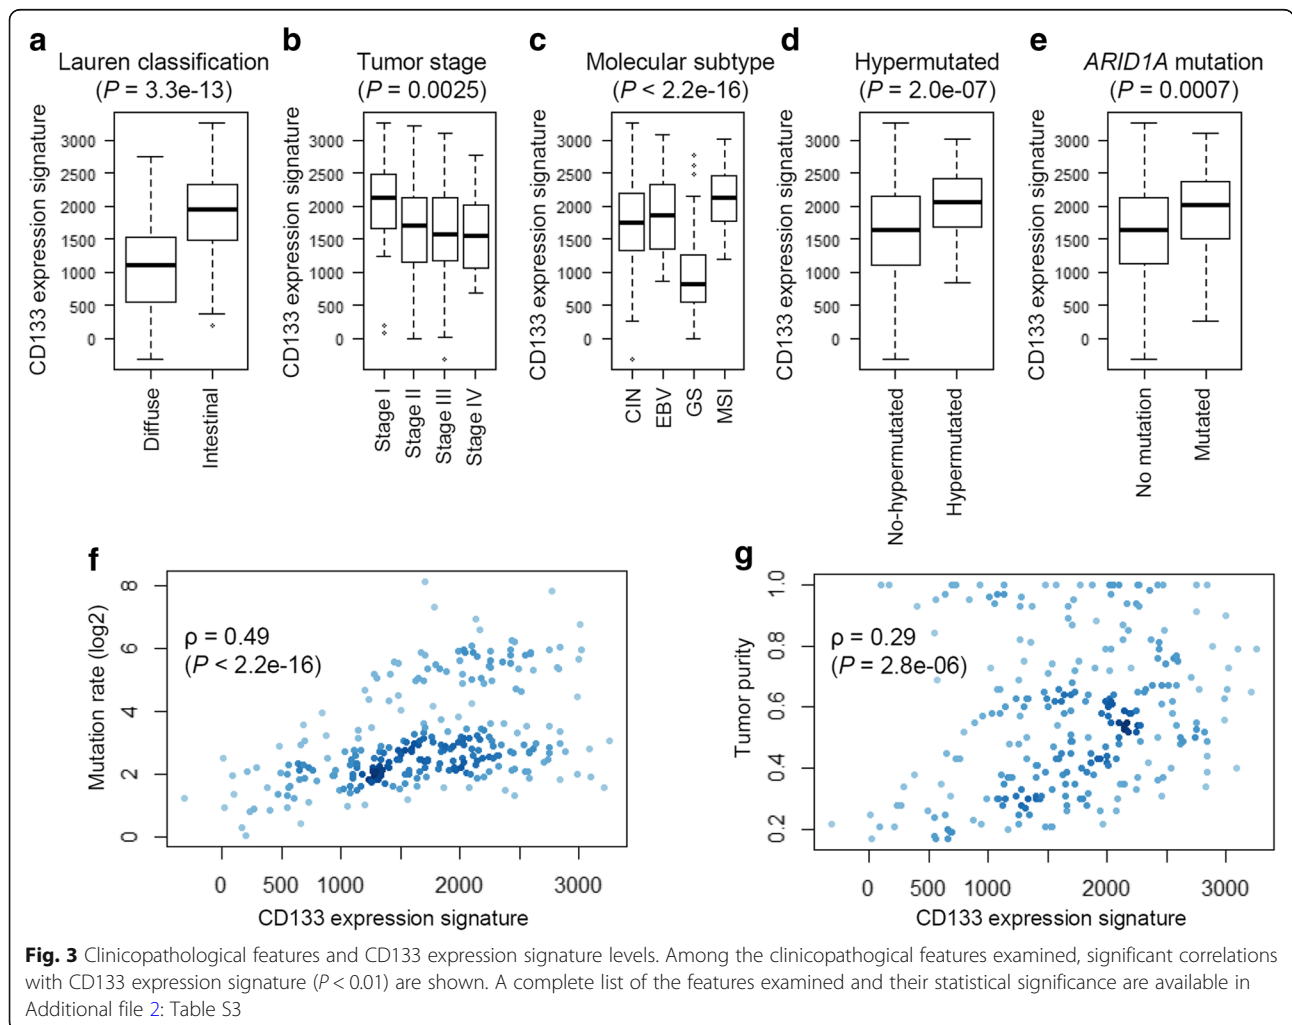 a
Lauren classification
(P = 3.3e-13)
CD133 expression signature
3000
2500
2000
1500
1000
500
0
Diffuse
Intestinal
b
Tumor stage
(P = 0.0025)
CD133 expression signature
3000
2500
2000
1500
1000
500
0
Stage I
Stage II
Stage III
Stage IV
c
Molecular subtype
(P < 2.2e-16)
CD133 expression signature
3000
2500
2000
1500
1000
500
0
CIN
EBV
GS
MSI
d
Hypermutated
(P = 2.0e-07)
CD133 expression signature
3000
2500
2000
1500
1000
500
0
No-hypermutated
Hypermutated
e
ARID1A mutation
(P = 0.0007)
CD133 expression signature
3000
2500
2000
1500
1000
500
0
No mutation
Mutated
f
Mutation rate (log2)
8
6
4
2
0
ρ = 0.49
(P < 2.2e-16)
0 500 1000 2000 3000
CD133 expression signature
g
Tumor purity
1.0
0.8
0.6
0.4
0.2
ρ = 0.29
(P = 2.8e-06)
0 500 1000 2000 3000
CD133 expression signature
Fig. 3 Clinicopathological features and CD133 expression signature levels. Among the clinicopathogical features examined, significant correlations
with CD133 expression signature (P < 0.01) are shown. A complete list of the features examined and their statistical significance are available in
Additional file 2: Table S3